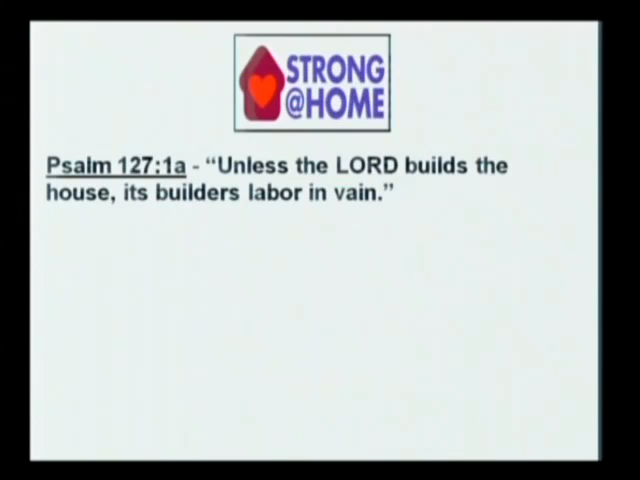 STRONG
@HOME
Psalm 127:1a - “Unless the LORD builds the
house, its builders labor in vain.”